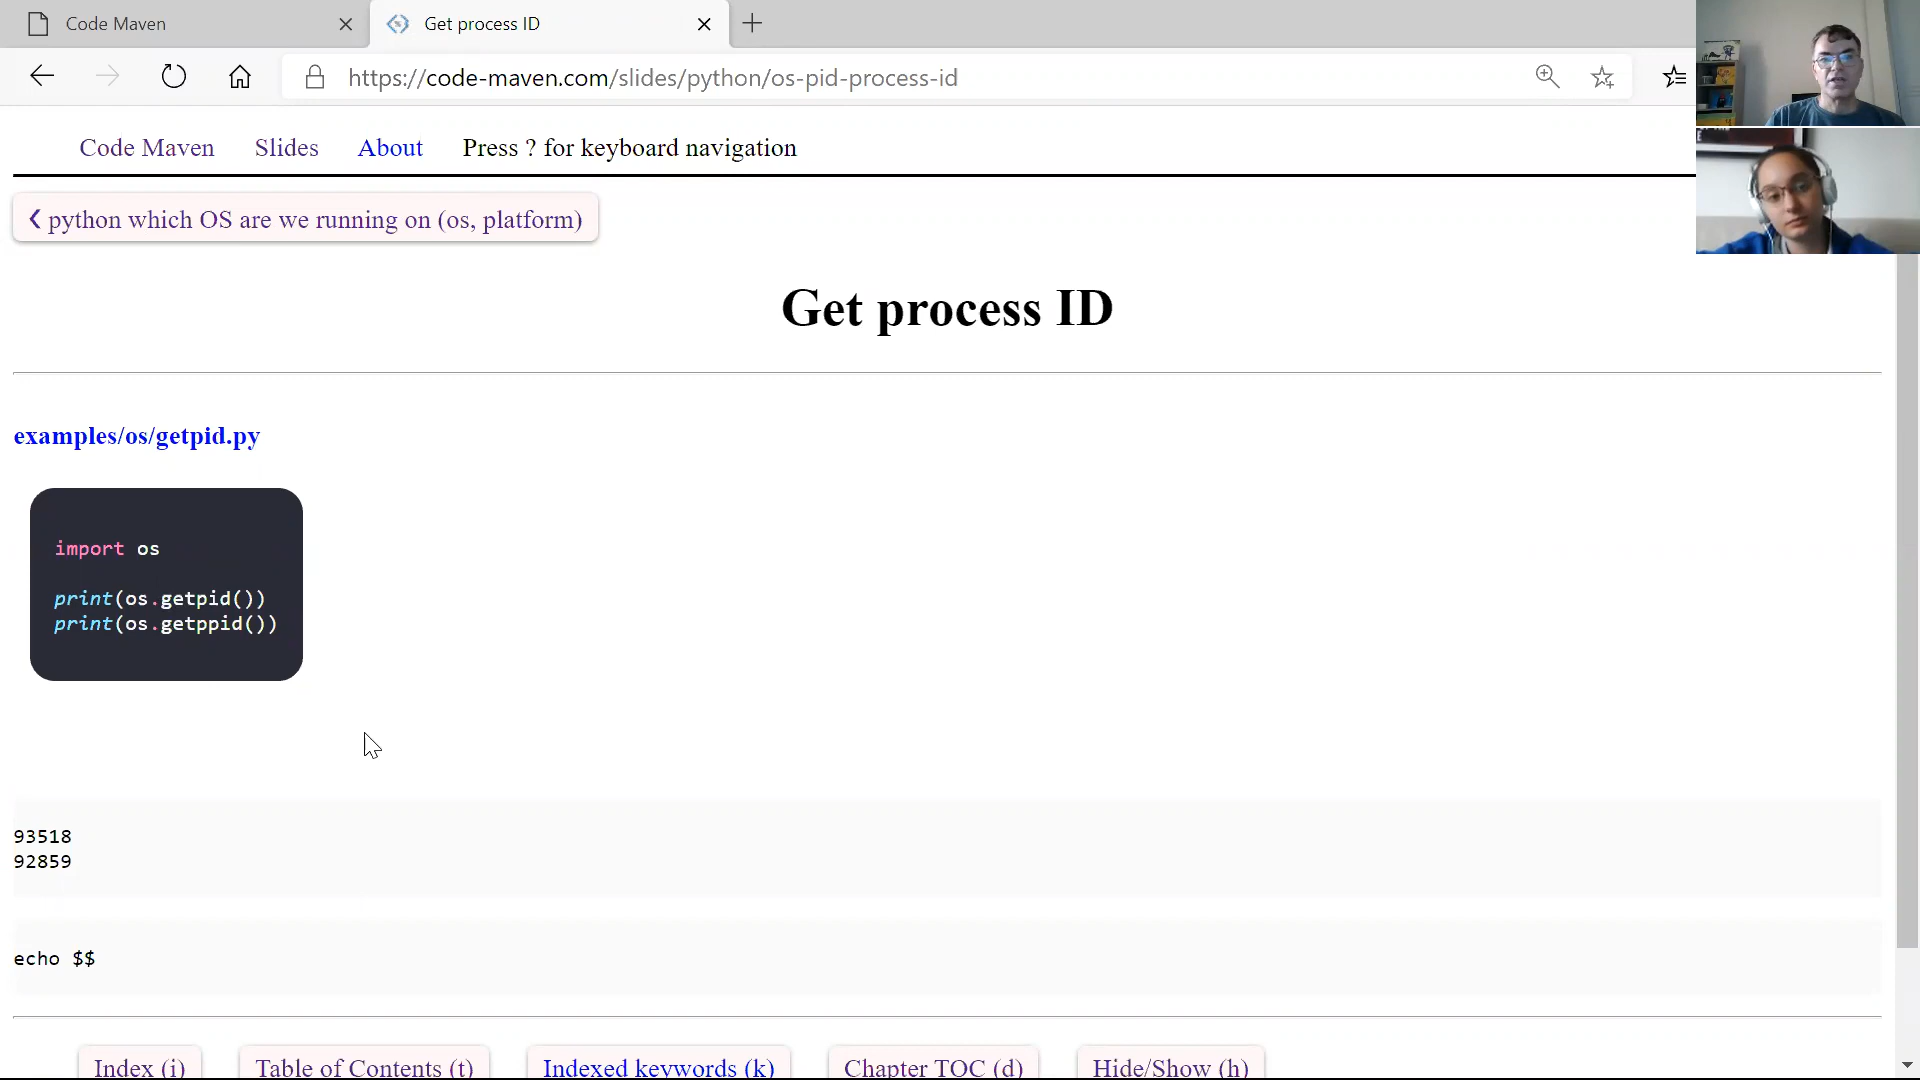 Code Maven
Get process ID
https://code-maven.com/slides/python/os-pid-process-id
Code Maven Slides About Press ? for keyboard navigation
❮ python which OS are we running on (os, platform)
Get process ID
examples/os/getpid.py
import os
print(os.getpid())
print(os.getppid())
93518
92859
echo $$
Index (i) Table of Contents (t) Indexed keywords (k) Chapter TOC (d) Hide/Show (h)